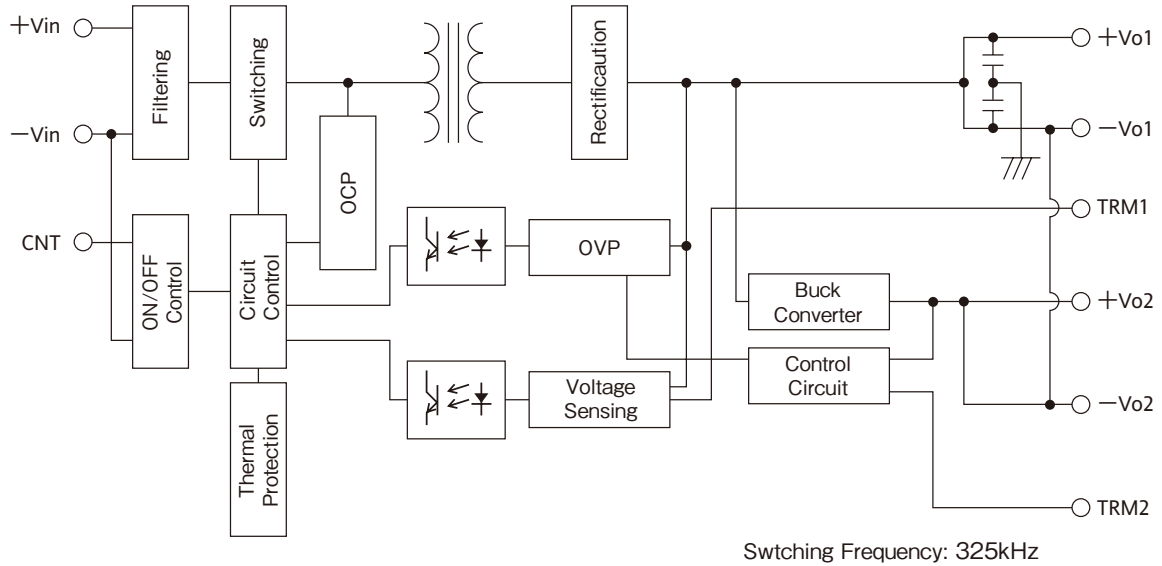 +Vin
−Vin
CNT
Filtering
Switching
OCP
Rectificaution
ON/OFF
Control
Circuit
Control
Thermal
Protection
OVP
Voltage
Sensing
Buck
Converter
Control
Circuit
+Vo1
−Vo1
TRM1
+Vo2
−Vo2
TRM2
Swtching Frequency: 325kHz